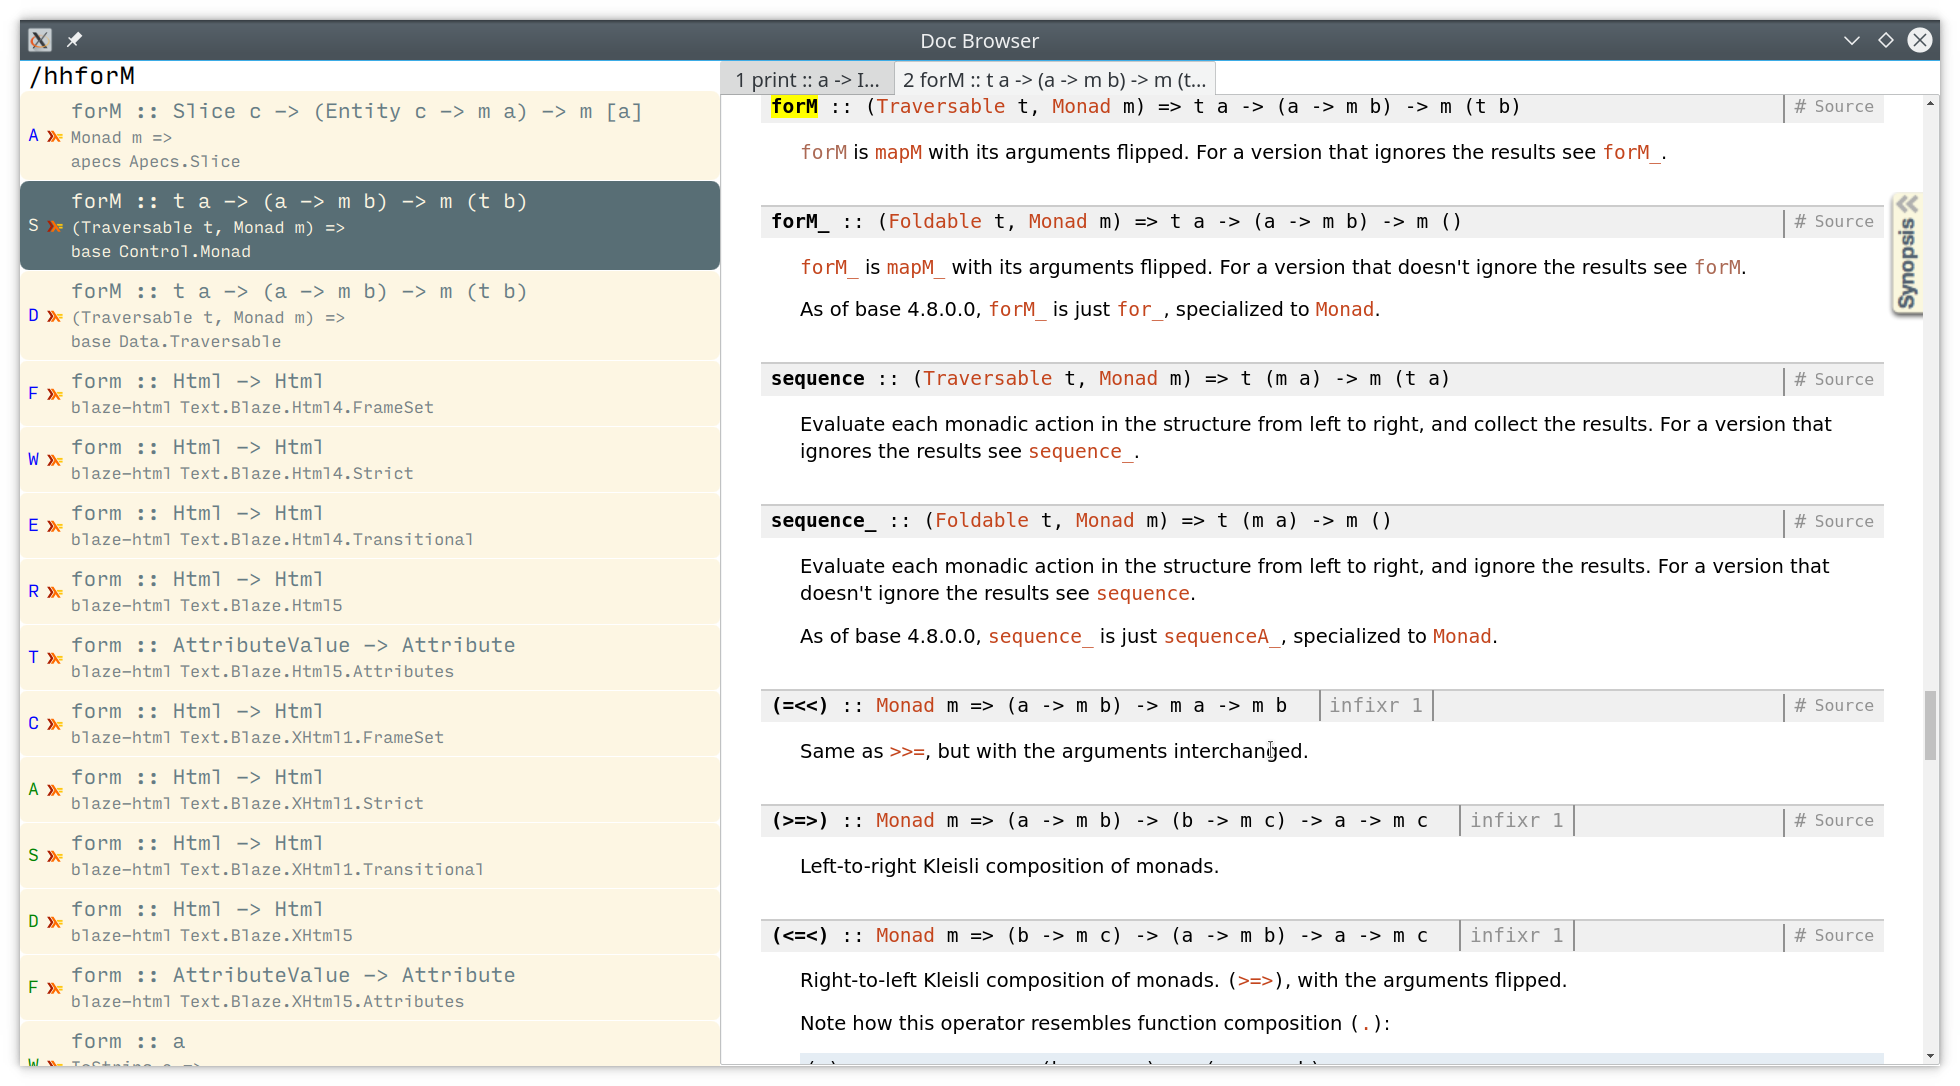 Doc Browser
/hhforM
forM :: Slice c -> (Entity c -> m a) -> m [a]
A
Monad m =>
apecs Apecs.Slice
forM :: t a -> (a -> m b) -> m (t b)
S
(Traversable t, Monad m) =>
base Control.Monad
forM :: t a -> (a -> m b) -> m (t b)
D
(Traversable t, Monad m) =>
base Data.Traversable
form :: Html -> Html
F
blaze-html Text.Blaze.Html4.FrameSet
form :: Html -> Html
W
blaze-html Text.Blaze.Html4.Strict
form :: Html -> Html
E
blaze-html Text.Blaze.Html4.Transitional
form :: Html -> Html
R
blaze-html Text.Blaze.Html5
form :: AttributeValue -> Attribute
T
blaze-html Text.Blaze.Html5.Attributes
form :: Html -> Html
C
blaze-html Text.Blaze.XHtml1.FrameSet
form :: Html -> Html
A
blaze-html Text.Blaze.XHtml1.Strict
form :: Html -> Html
S
blaze-html Text.Blaze.XHtml1.Transitional
form :: Html -> Html
D
blaze-html Text.Blaze.XHtml5
form :: AttributeValue -> Attribute
F
blaze-html Text.Blaze.XHtml5.Attributes
form :: a
W
1 print :: a -> I... 2 forM :: t a -> (a -> m b) -> m (t...
forM :: (Traversable t, Monad m) => t a -> (a -> m b) -> m (t b) # Source
forM is mapM with its arguments flipped. For a version that ignores the results see forM_.
forM_ :: (Foldable t, Monad m) => t a -> (a -> m b) -> m () # Source
forM_ is mapM_ with its arguments flipped. For a version that doesn't ignore the results see forM.
As of base 4.8.0.0, forM_ is just for_, specialized to Monad.
sequence :: (Traversable t, Monad m) => t (m a) -> m (t a) # Source
Evaluate each monadic action in the structure from left to right, and collect the results. For a version that
ignores the results see sequence_.
sequence_ :: (Foldable t, Monad m) => t (m a) -> m () # Source
Evaluate each monadic action in the structure from left to right, and ignore the results. For a version that
doesn't ignore the results see sequence.
As of base 4.8.0.0, sequence_ is just sequenceA_, specialized to Monad.
(=<<) :: Monad m => (a -> m b) -> m a -> m b infixr 1 # Source
Same as >>=, but with the arguments interchanged.
(>=>) :: Monad m => (a -> m b) -> (b -> m c) -> a -> m c infixr 1 # Source
Left-to-right Kleisli composition of monads.
(<=<) :: Monad m => (b -> m c) -> (a -> m b) -> a -> m c infixr 1 # Source
Right-to-left Kleisli composition of monads. (>=>), with the arguments flipped.
Note how this operator resembles function composition (.):
Synopsis